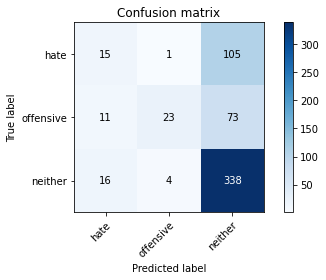 Confusion matrix
hate 15 1 105
offensive 11 23 73
neither 16 4 338
hate offensive neither
True label
Predicted label
300
250
200
150
100
50